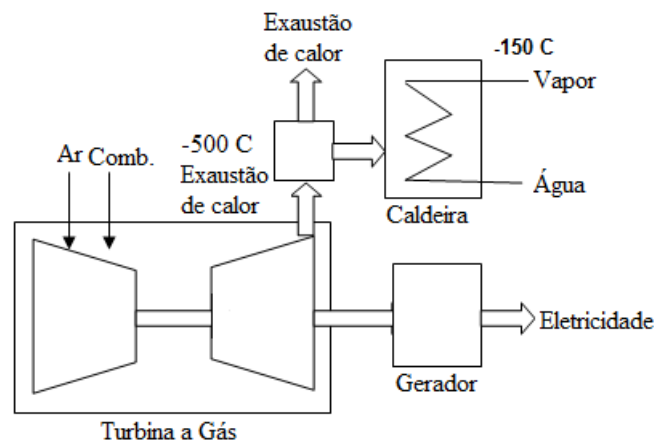 Exaustão
de calor
-150 C
Vapor
-500 C
Ar Comb.
Exaustão
de calor
Água
Caldeira
Eletricidade
Gerador
Turbina a Gás